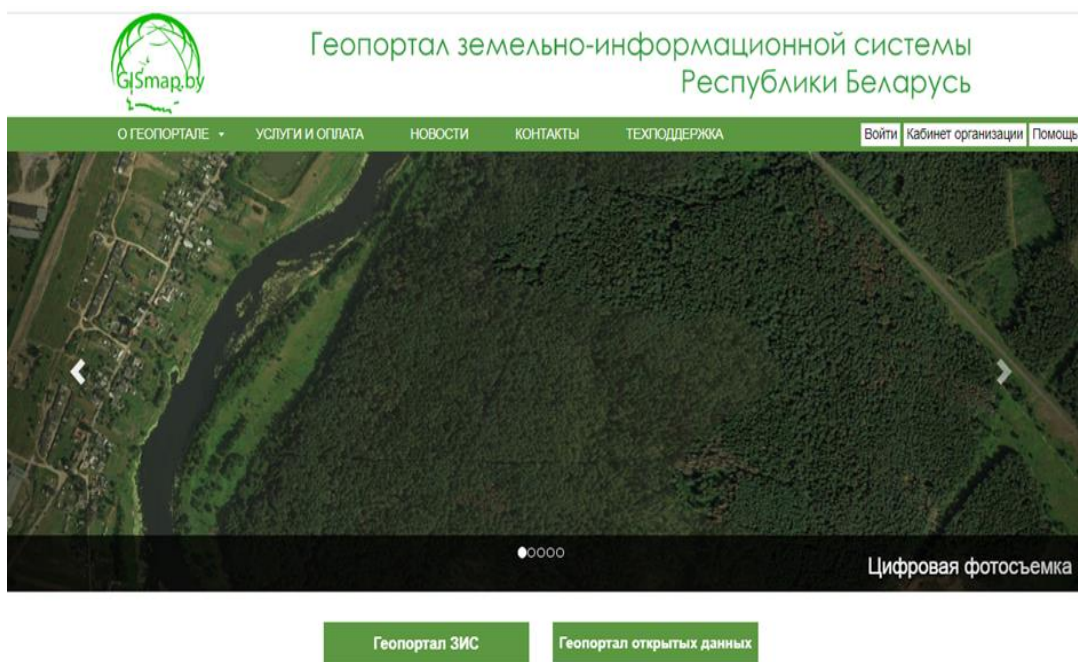 GISmap.by
Геопортал земельно-информационной системы
Республики Беларусь
О ГЕОПОРТАЛЕ УСЛУГИ И ОПЛАТА НОВОСТИ КОНТАКТЫ ТЕХПОДДЕРЖКА Войти Кабинет организации Помощь
Цифровая фотосъемка
Геопортал ЗИС Геопортал открытых данных